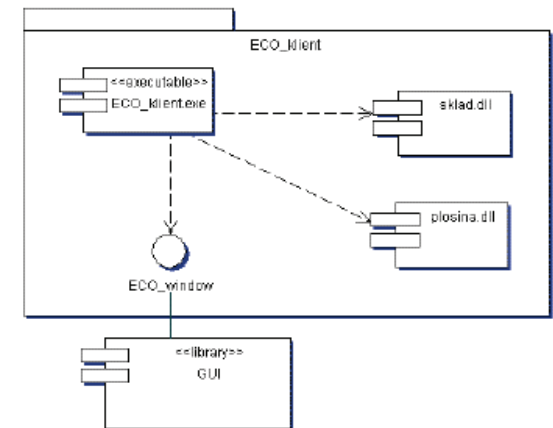 ECO_klient
<<executable>>
ECO_klient.exe
sklad.dll
plosina.dll
ECO_window
<<library>>
GUI